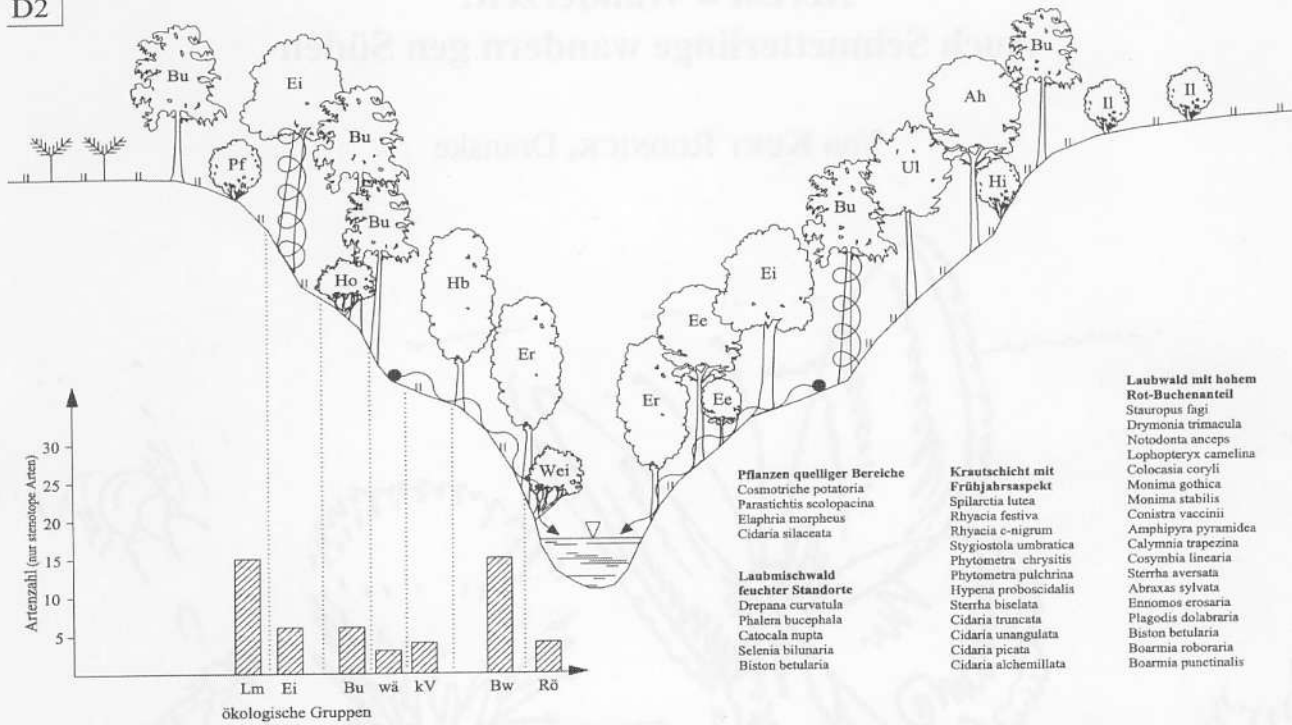 D2
Schmetterlinge wandern gen Süden
Bu
Ei
Bu
Pf
Bu
Ho
Hb
Er
Wei
Er
Ee
Ee
Ei
Bu
Ul
Ah
Hi
Bu
Il
Il
Artenzahl (nur stenotope Arten)
30
25
20
15
10
5
Lm
Ei
Bu
wä
kV
Bw
Rö
ökologische Gruppen
Pflanzen quelliger Bereiche
Cosmotriche potatoria
Parastichtis scolopacina
Elaphria morpheus
Cidaria silaceata
Laubmischwald
feuchter Standorte
Drepana curvatula
Phalera bucephala
Catocala nupta
Selenia bilunaria
Biston betularia
Krautschicht mit
Frühjahrsaspekt
Spilarctia lutea
Rhyacia festiva
Rhyacia c-nigrum
Stygiostola umbratica
Phytometra chrysitis
Phytometra pulchrina
Hypena proboscidalis
Sterrha biselata
Cidaria truncata
Cidaria unangulata
Cidaria picata
Cidaria alchemillata
Laubwald mit hohem
Rot-Buchenanteil
Stauropus fagi
Drymonia trimacula
Notodonta anceps
Lophopteryx camelina
Colocasia coryli
Monima gothica
Monima stabilis
Conistra vaccinii
Amphipyra pyramidea
Calymnia trapezina
Cosymbia linearia
Sterrha aversata
Abraxas sylvata
Ennomos erosaria
Plagodis dolabraria
Biston betularia
Boarmia roboraria
Boarmia punctinalis